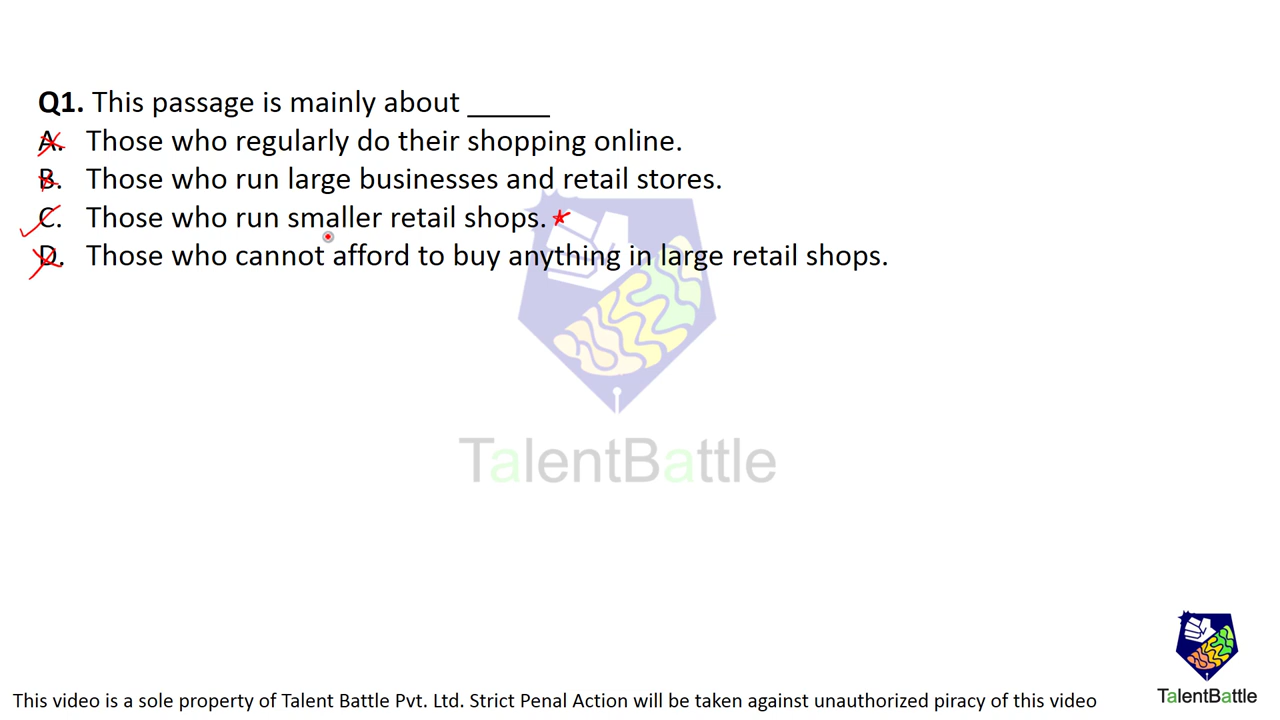 Q1. This passage is mainly about _____
A. Those who regularly do their shopping online.
B. Those who run large businesses and retail stores.
C. Those who run smaller retail shops.
D. Those who cannot afford to buy anything in large retail shops.
TalentBattle
TalentBattle
This video is a sole property of Talent Battle Pvt. Ltd. Strict Penal Action will be taken against unauthorized piracy of this video